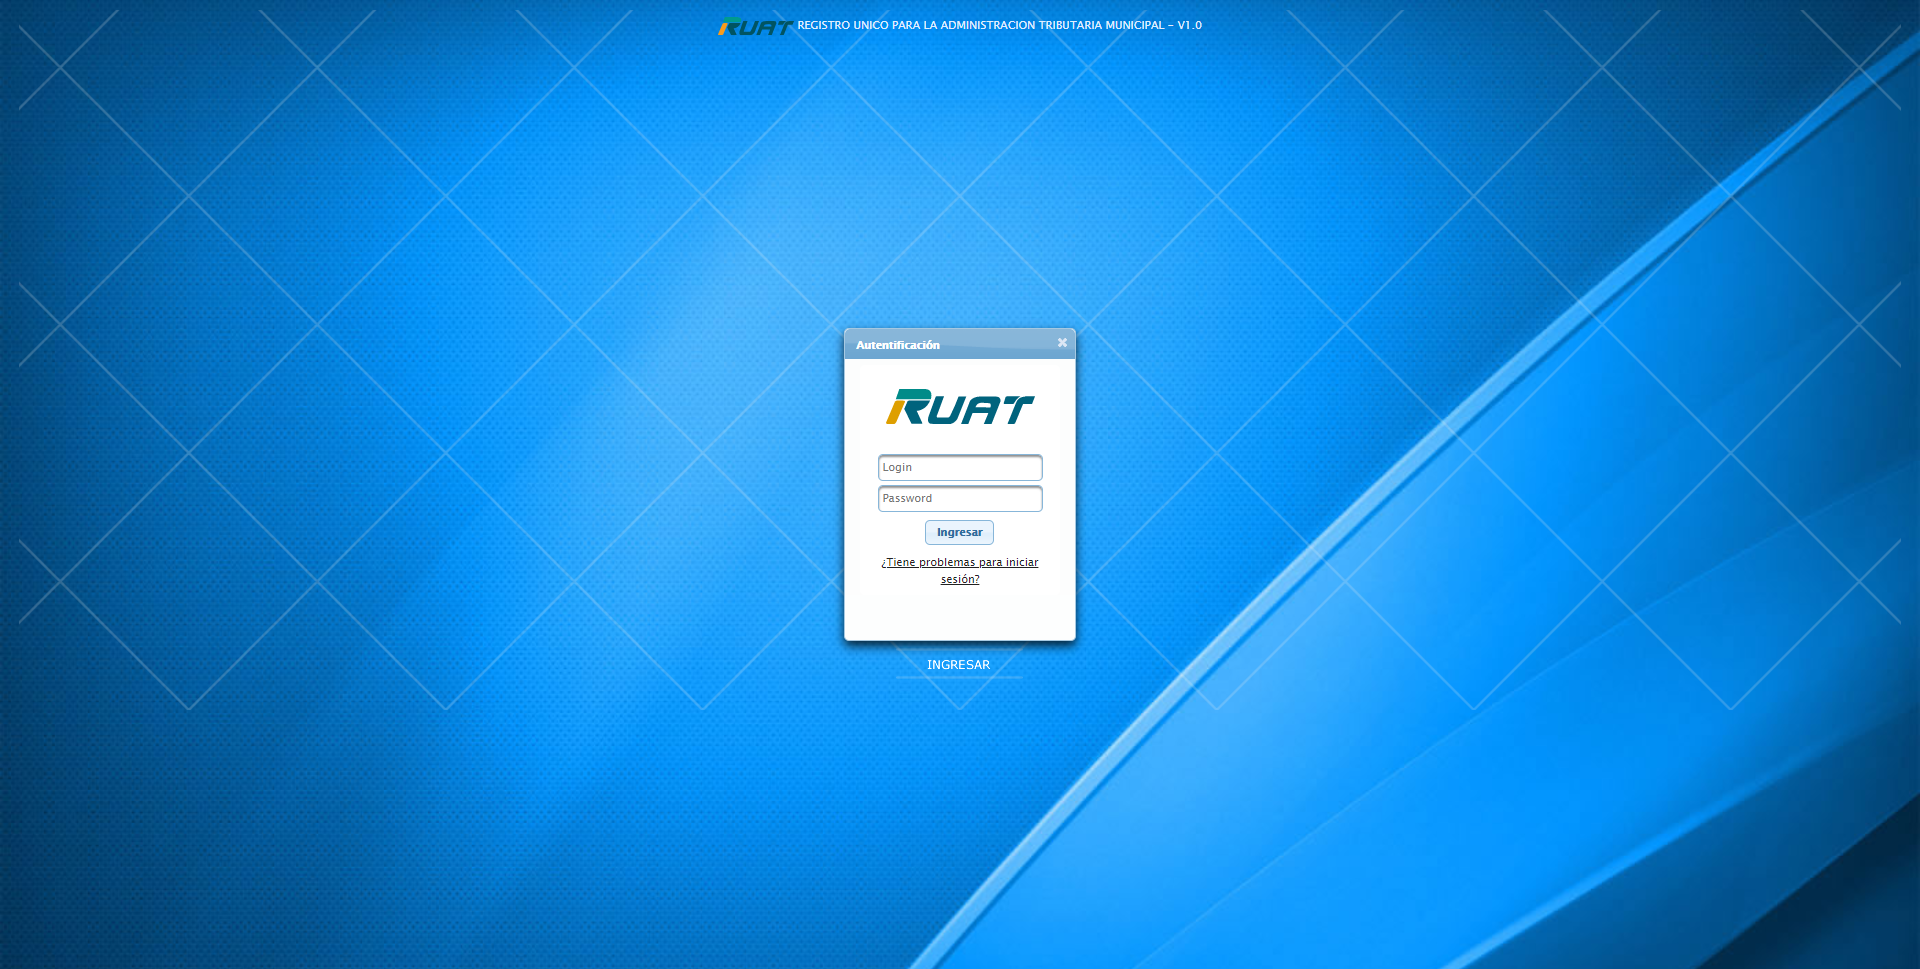 RUAT REGISTRO UNICO PARA LA ADMINISTRACION TRIBUTARIA MUNICIPAL - V1.0
Autentificación
RUAT
Login
Password
Ingresar
¿Tiene problemas para iniciar
sesión?
INGRESAR